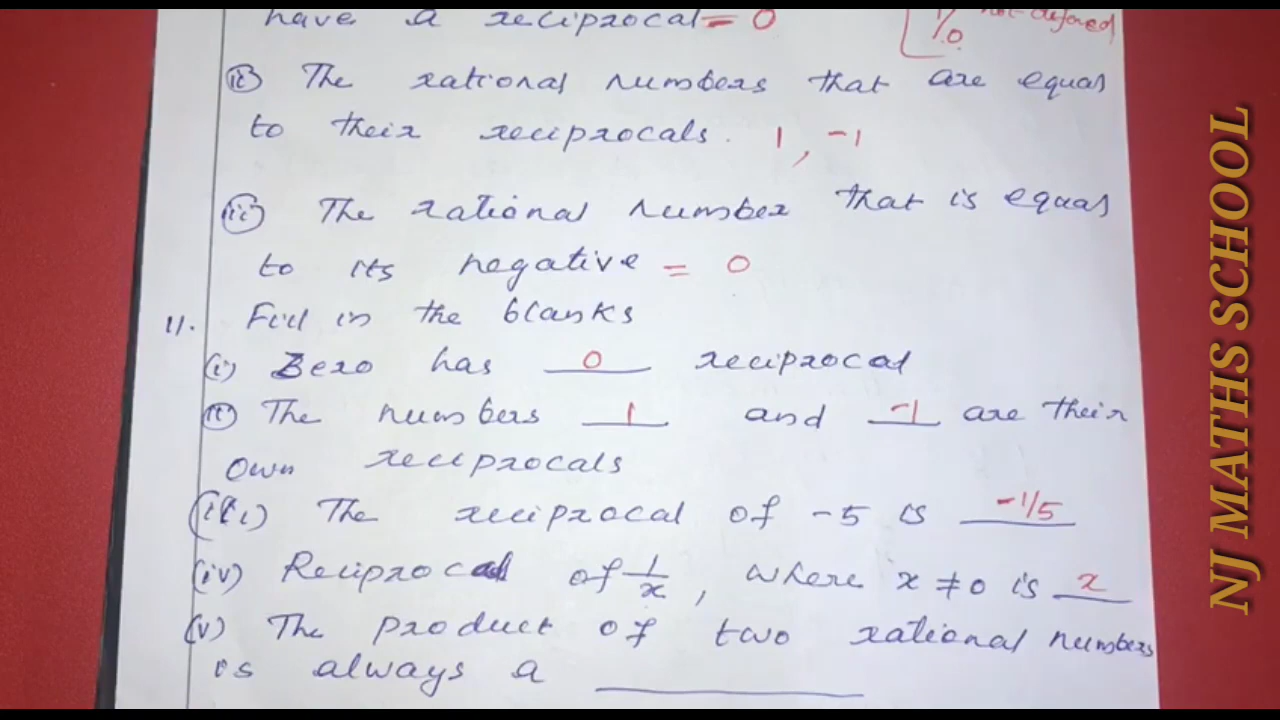 have a reciprocal = 0
1/0 not defined
(ii) The rational numbers that are equal
to their reciprocals. 1, -1
(iii) The rational number that is equal
to its negative = 0
11. Fill in the blanks
(i) Zero has 0 reciprocal
(ii) The numbers 1 and -1 are their
own reciprocals
(iii) The reciprocal of -5 is -1/5
(iv) Reciprocal of 1/x, where x ≠ 0 is x
(v) The product of two rational numbers
is always a ______
NJ MATHS SCHOOL